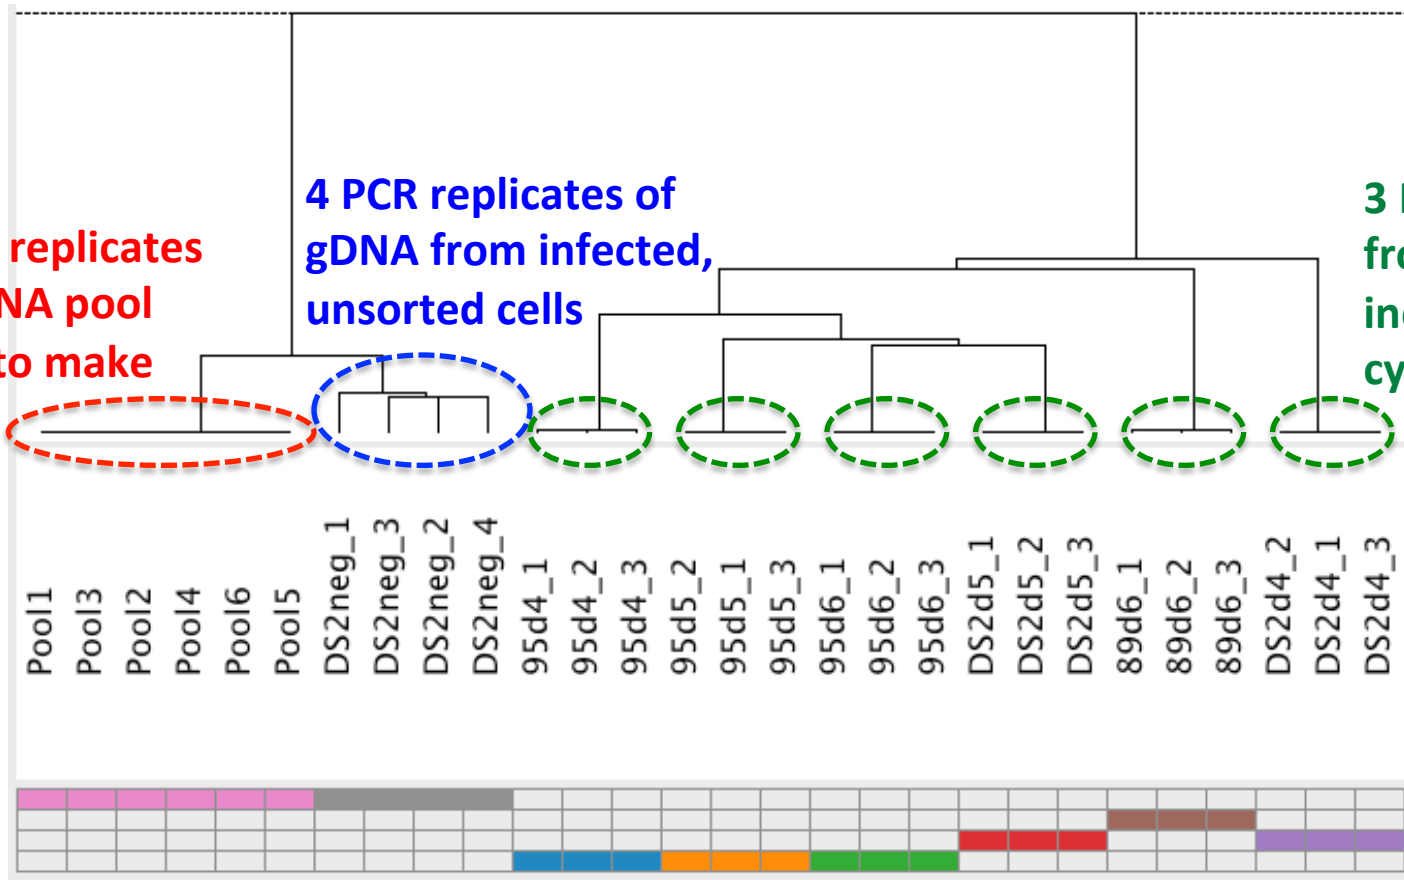 4 PCR replicates of
gDNA from infected,
unsorted cells
replicates
NA pool
to make
3
Pool1
Pool3
Pool2
Pool4
Pool6
Pool5
DS2neg_1
DS2neg_3
DS2neg_2
DS2neg_4
95d4_1
95d4_2
95d4_3
95d5_2
95d5_1
95d5_3
95d6_1
95d6_2
95d6_3
DS2d5_1
DS2d5_2
DS2d5_3
89d6_1
89d6_2
89d6_3
DS2d4_2
DS2d4_1
DS2d4_3